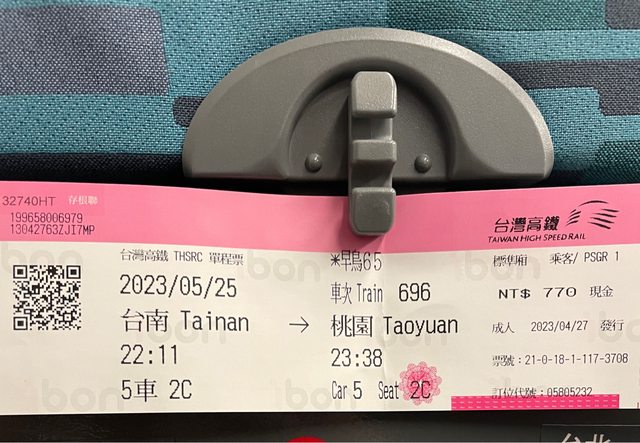 32740HT 存根聯
199658006979
13042763ZJI7MP
台灣高鐵
TAIWAN HIGH SPEED RAIL
台灣高鐵 THSRC 單程票
*早鳥65
標準廂 乘客/ PSGR 1
2023/05/25
車次 Train 696
NT$ 770 現金
台南 Tainan → 桃園 Taoyuan
成人 2023/04/27 發行
22:11
23:38
票號：21-0-18-1-117-3708
5車 2C
Car 5 Seat 2C
訂位代號：05805232